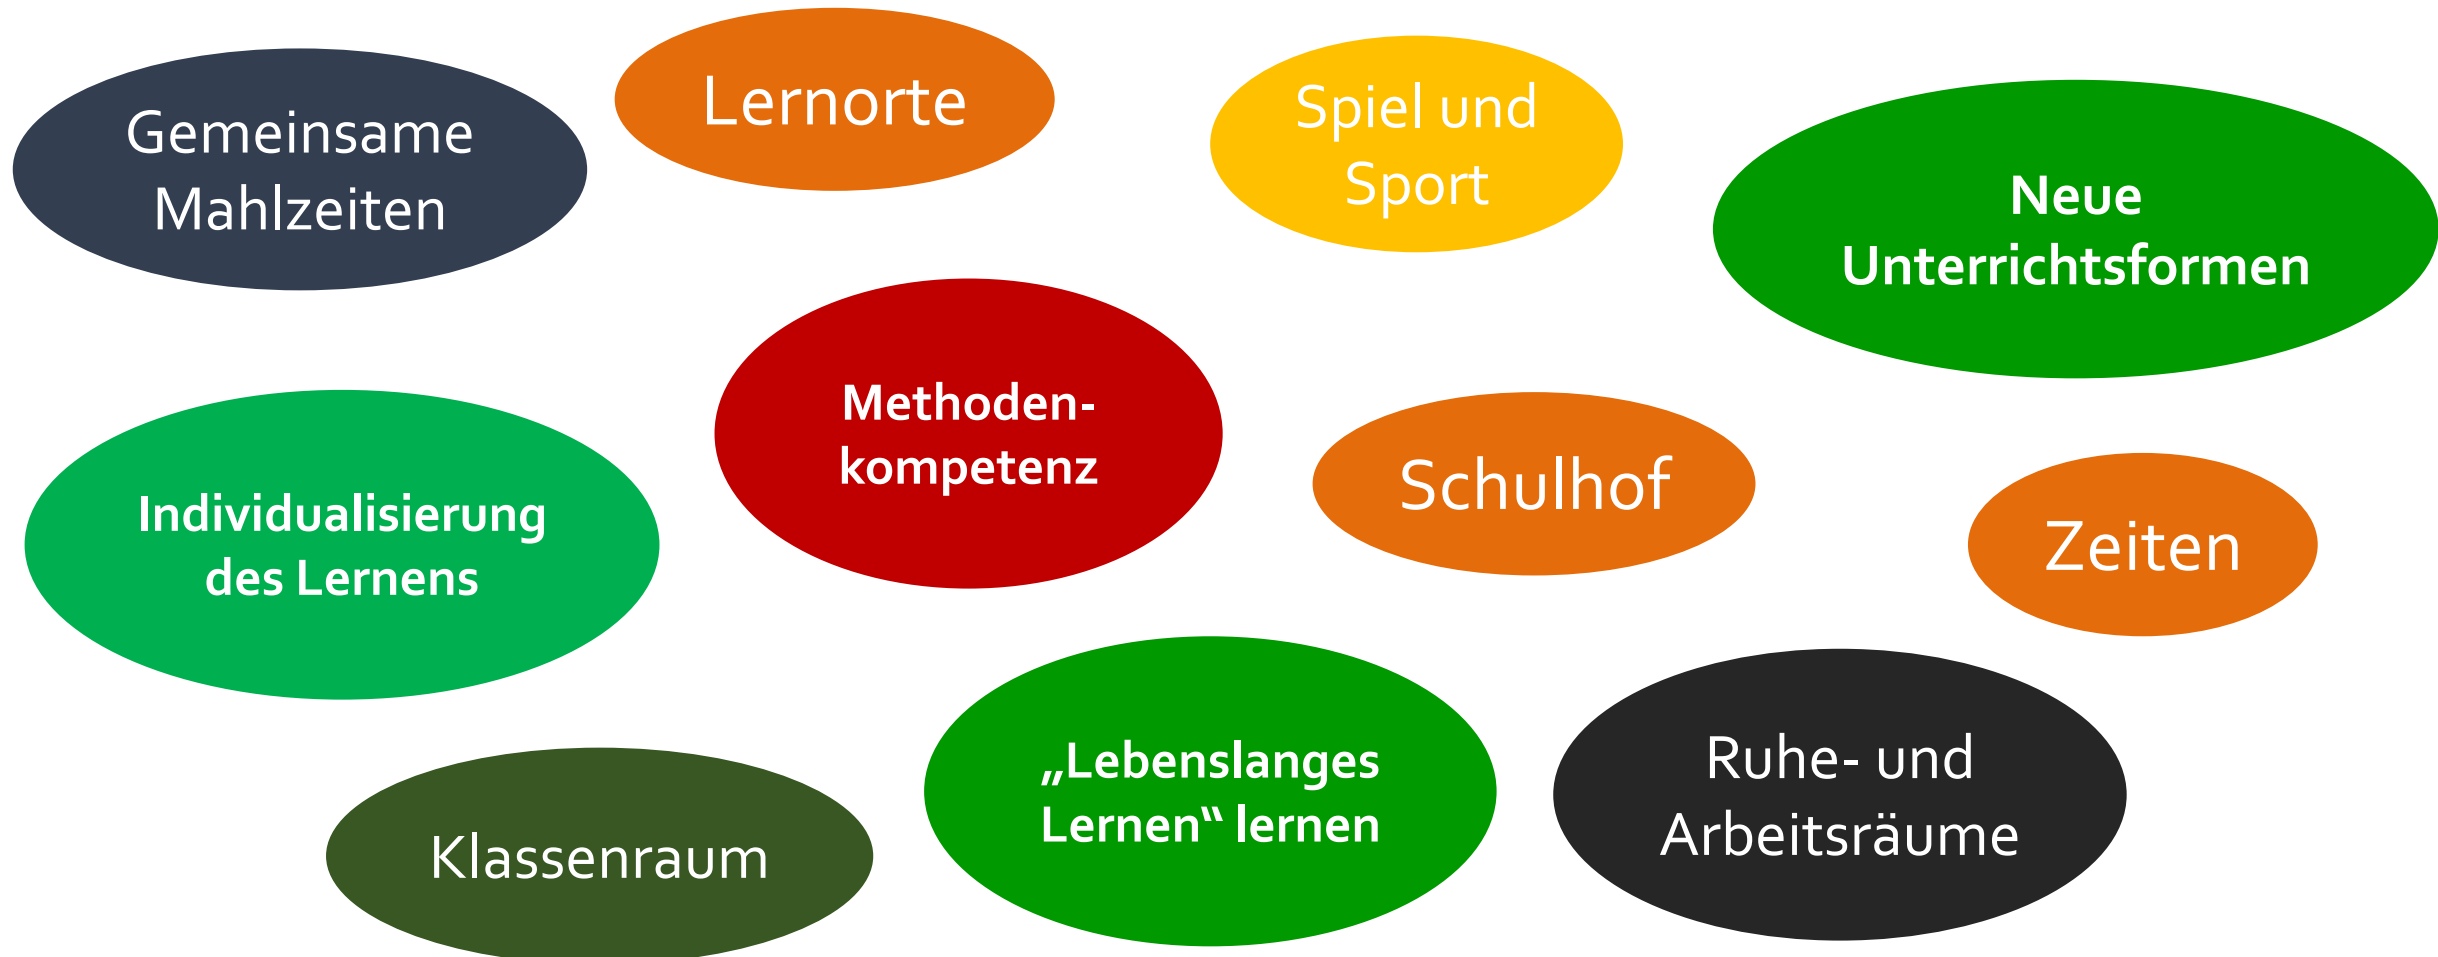 Gemeinsame
Mahlzeiten
Lernorte
Spiel und
Sport
Neue
Unterrichtsformen
Individualisierung
des Lernens
Methoden-
kompetenz
Schulhof
Zeiten
Klassenraum
„Lebenslanges
Lernen“ lernen
Ruhe- und
Arbeitsräume